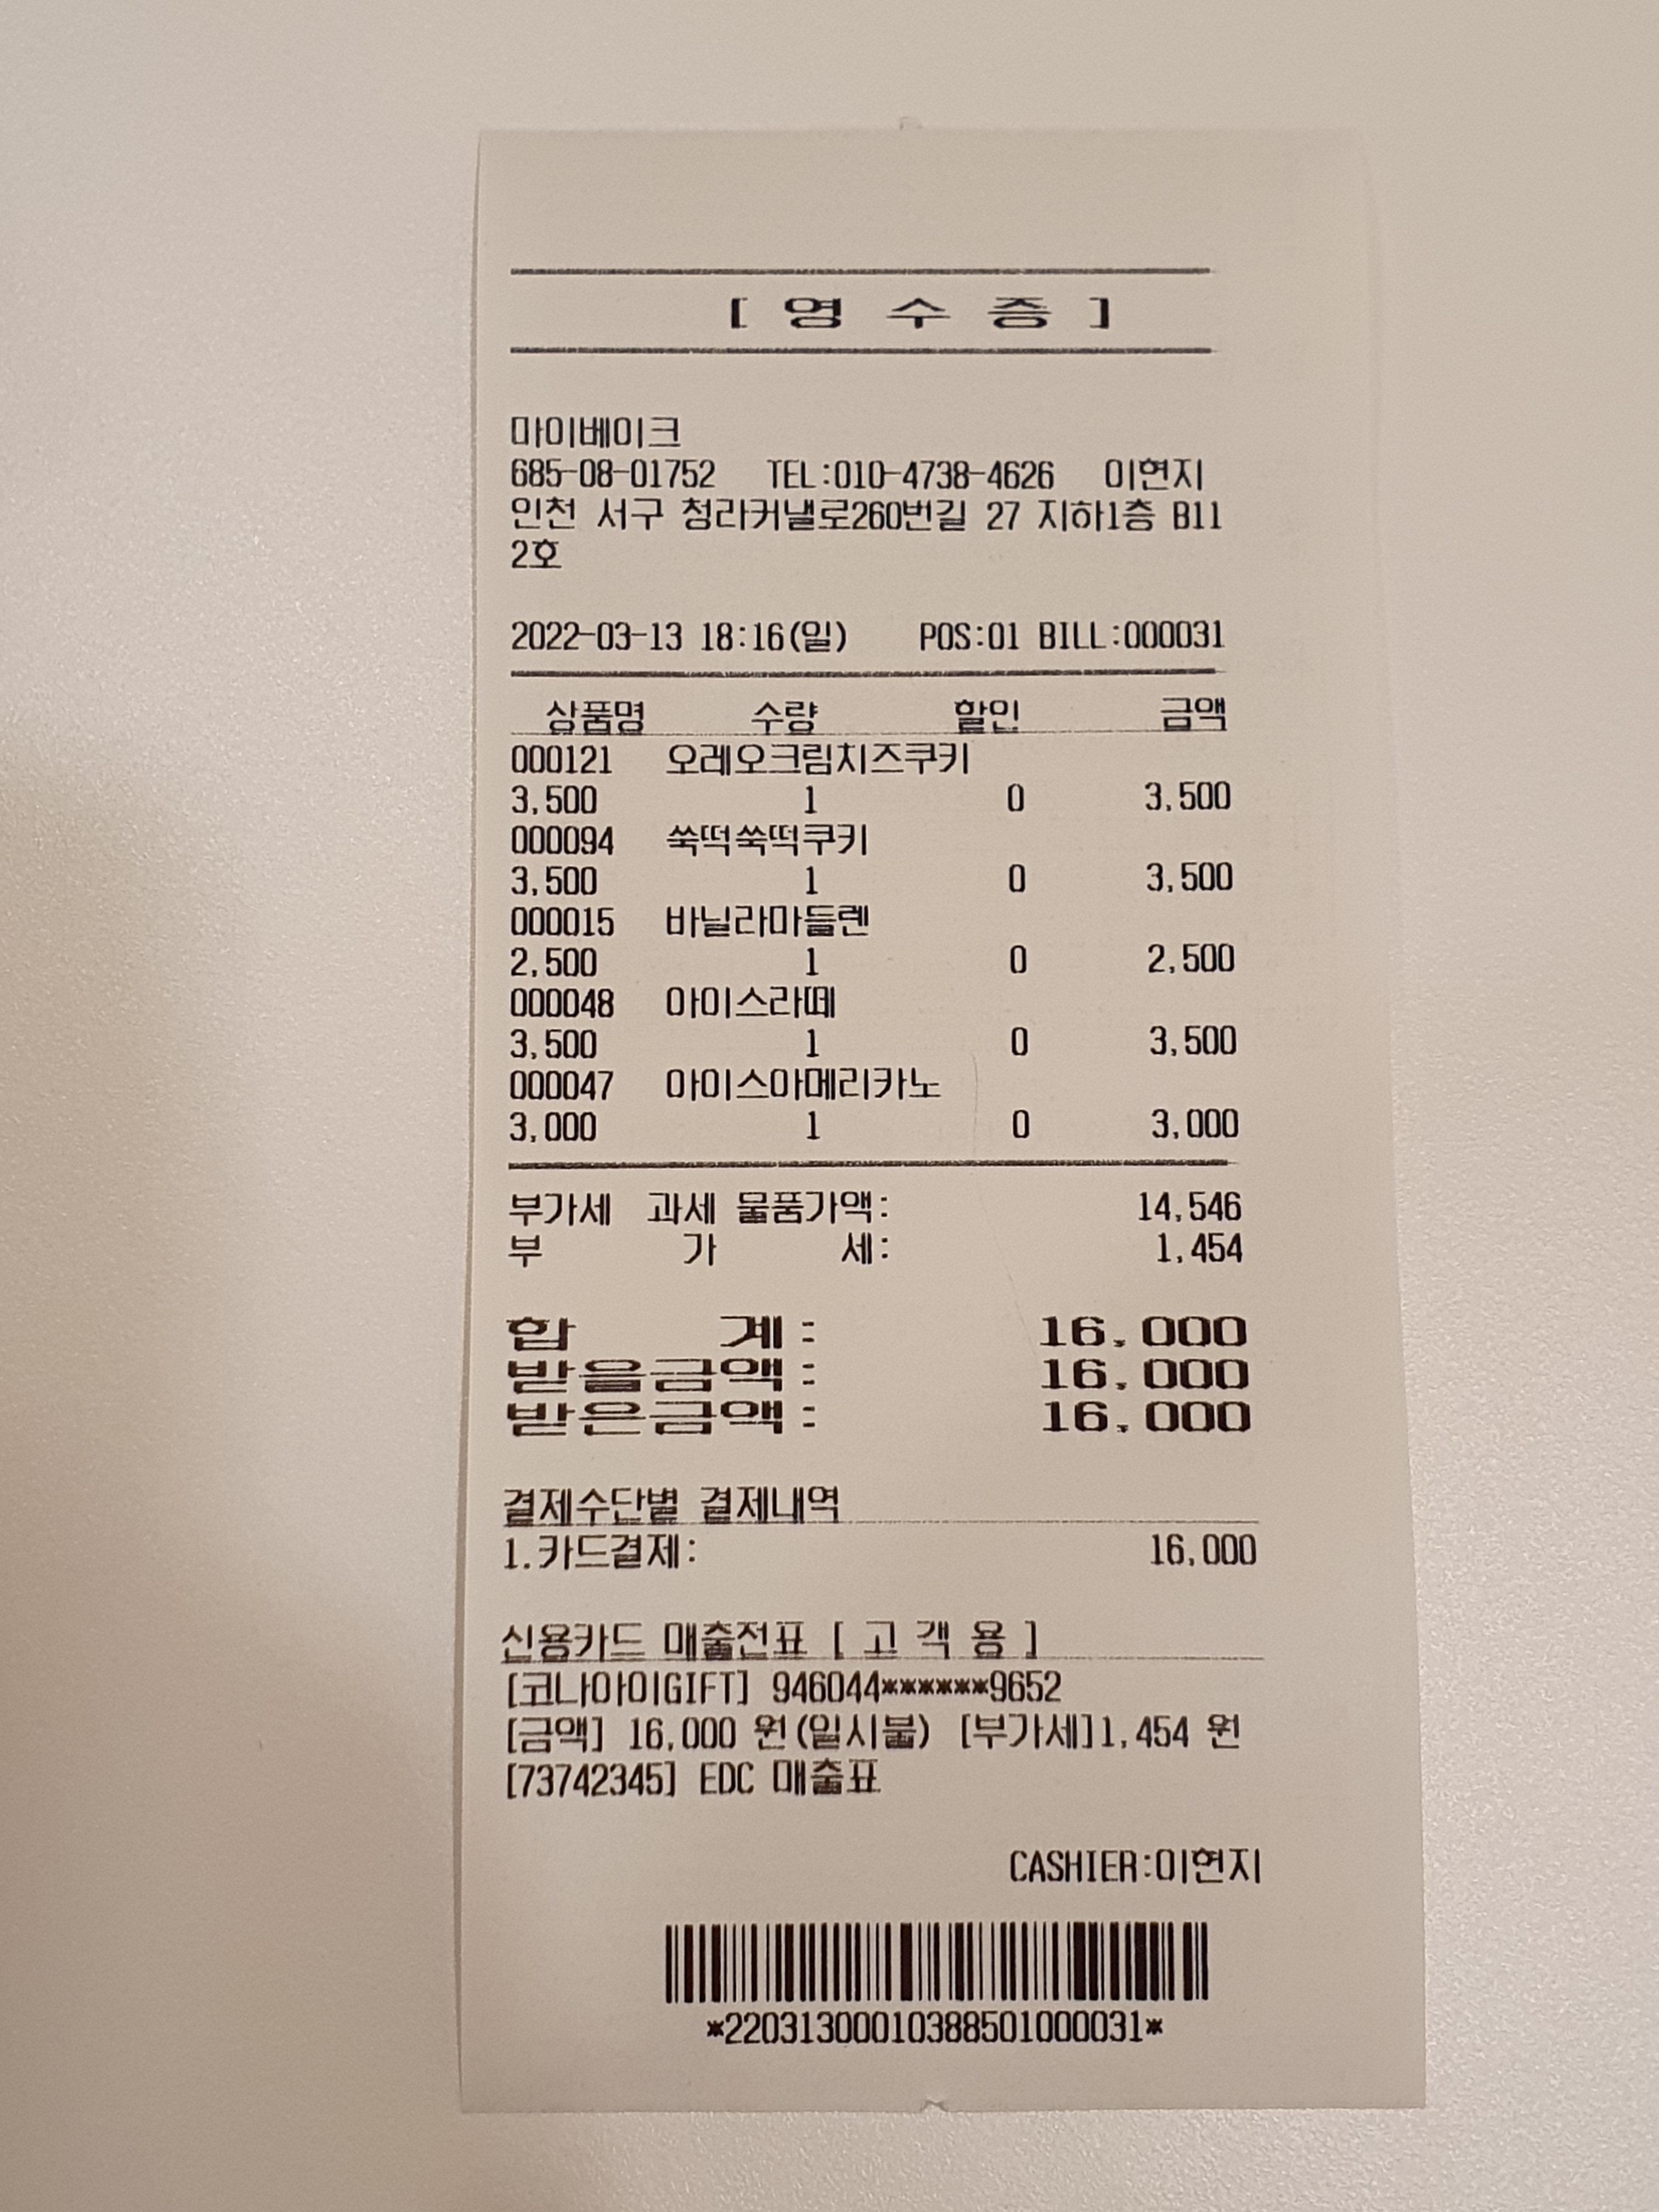 [ 영 수 증 ]
마이베이크
685-08-01752 TEL:010-4738-4626 이현지
인천 서구 청라커낼로260번길 27 지하1층 B11
2호
2022-03-13 18:16(일) POS:01 BILL:000031
상품명 수량 할인 금액
000121 오레오크림치즈쿠키
3,500 1 0 3,500
000094 쑥떡쑥떡쿠키
3,500 1 0 3,500
000015 바닐라마들렌
2,500 1 0 2,500
000048 아이스라떼
3,500 1 0 3,500
000047 아이스아메리카노
3,000 1 0 3,000
부가세 과세 물품가액: 14,546
부 가 세: 1,454
합 계: 16,000
받을금액: 16,000
받은금액: 16,000
결제수단별 결제내역
1.카드결제: 16,000
신용카드 매출전표 [ 고 객 용 ]
[코나아이GIFT] 946044******9652
[금액] 16,000 원(일시불) [부가세]1,454 원
[73742345] EDC 매출표
CASHIER:이현지
*22031300010388501000031*